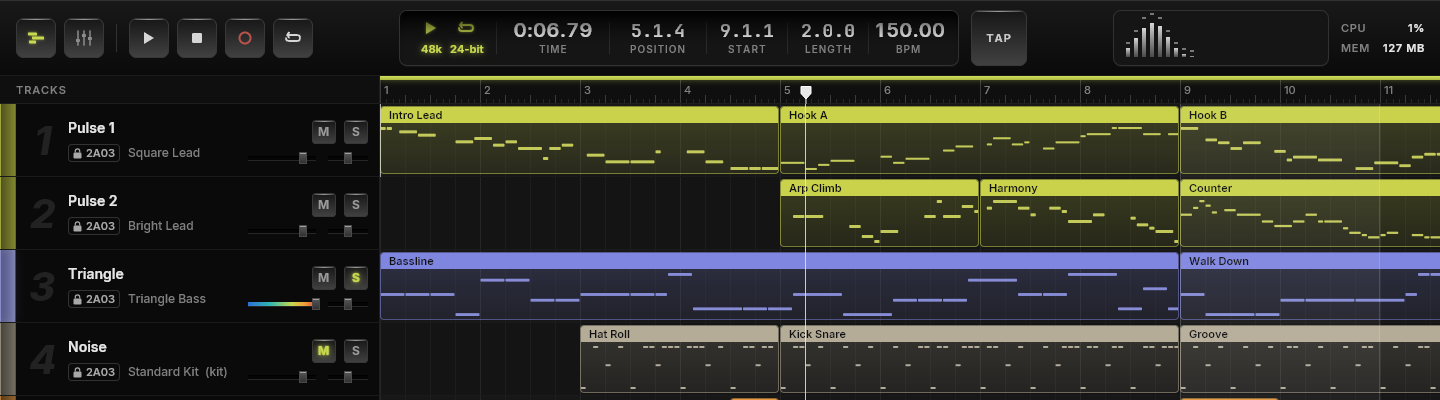 0:06.79 5.1.4 9.1.1 2.0.0 150.00
48k 24-bit TIME POSITION START LENGTH BPM
TAP
CPU 1%
MEM 127 MB
TRACKS
1 2 3 4 5 6 7 8 9 10 11
1 Pulse 1 M S
2A03 Square Lead
Intro Lead Hook A Hook B
2 Pulse 2 M S
2A03 Bright Lead
Arp Climb Harmony Counter
3 Triangle M S
2A03 Triangle Bass
Bassline Walk Down
4 Noise M S
2A03 Standard Kit (kit)
Hat Roll Kick Snare Groove